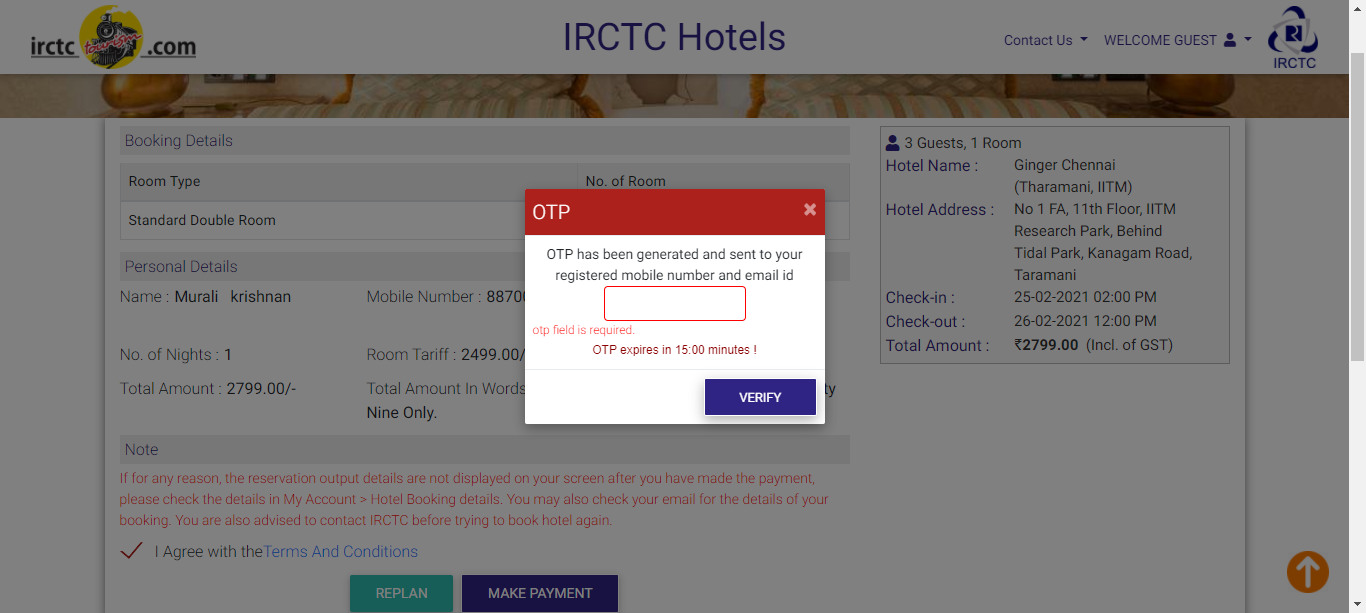 irctc tourism .com
IRCTC Hotels
Contact Us
WELCOME GUEST
IRCTC
Booking Details
Room Type
No. of Room
Standard Double Room
Personal Details
Name : Murali krishnan
Mobile Number : 8870
No. of Nights : 1
Room Tariff : 2499.00/
Total Amount : 2799.00/-
Total Amount In Words
ty
Nine Only.
Note
If for any reason, the reservation output details are not displayed on your screen after you have made the payment,
please check the details in My Account > Hotel Booking details. You may also check your email for the details of your
booking. You are also advised to contact IRCTC before trying to book hotel again.
I Agree with theTerms And Conditions
REPLAN
MAKE PAYMENT
OTP
×
OTP has been generated and sent to your
registered mobile number and email id
otp field is required.
OTP expires in 15:00 minutes !
VERIFY
3 Guests, 1 Room
Hotel Name : Ginger Chennai
(Tharamani, IITM)
Hotel Address : No 1 FA, 11th Floor, IITM
Research Park, Behind
Tidal Park, Kanagam Road,
Taramani
Check-in : 25-02-2021 02:00 PM
Check-out : 26-02-2021 12:00 PM
Total Amount : ₹2799.00 (Incl. of GST)